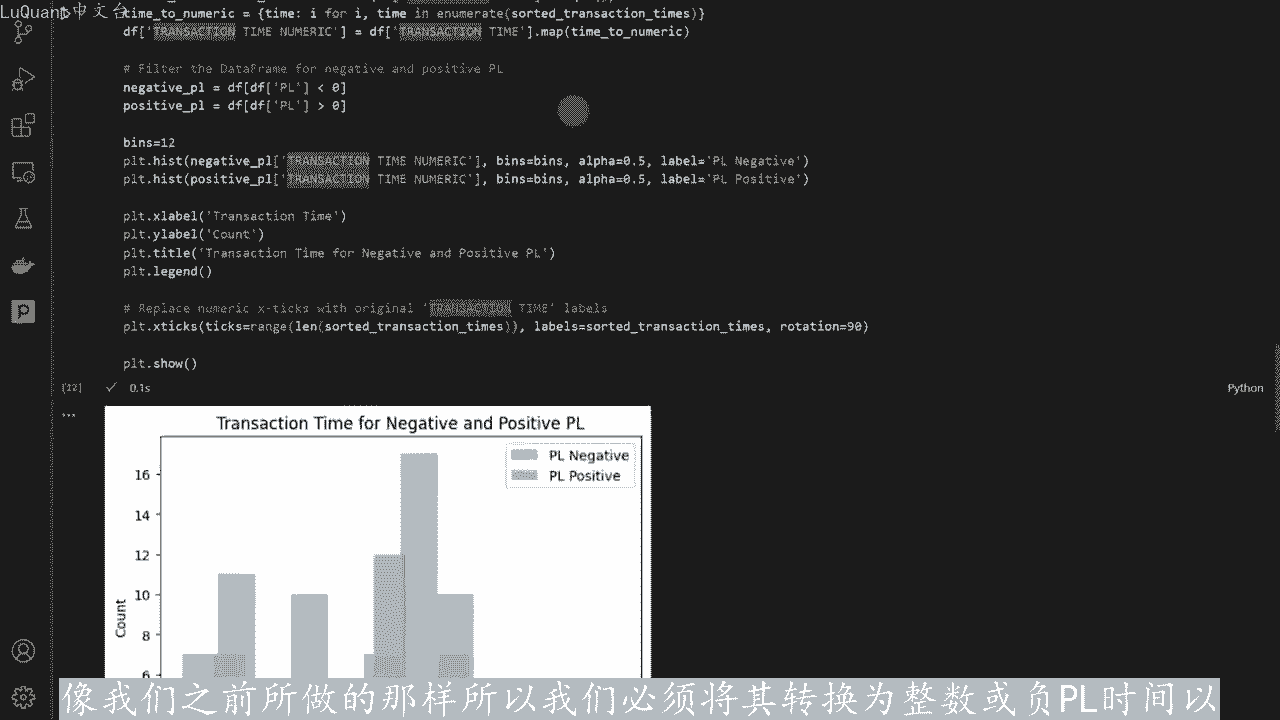 LuQuant中文台
time_to_numeric = {time: i for i, time in enumerate(sorted_transaction_times)}
df['TRANSACTION TIME NUMERIC'] = df['TRANSACTION TIME'].map(time_to_numeric)
# Filter the DataFrame for negative and positive PL
negative_pl = df[df['PL'] < 0]
positive_pl = df[df['PL'] > 0]
bins=12
plt.hist(negative_pl['TRANSACTION TIME NUMERIC'], bins=bins, alpha=0.5, label='PL Negative')
plt.hist(positive_pl['TRANSACTION TIME NUMERIC'], bins=bins, alpha=0.5, label='PL Positive')
plt.xlabel('Transaction Time')
plt.ylabel('Count')
plt.title('Transaction Time for Negative and Positive PL')
plt.legend()
# Replace numeric x-ticks with original 'TRANSACTION TIME' labels
plt.xticks(ticks=range(len(sorted_transaction_times)), labels=sorted_transaction_times, rotation=90)
plt.show()
[22] 0.1s Python
Transaction Time for Negative and Positive PL
PL Negative
PL Positive
16
14
12
10
8
6
Count
像我们之前所做的那样所以我们必须将其转换为整数或负PL时间以